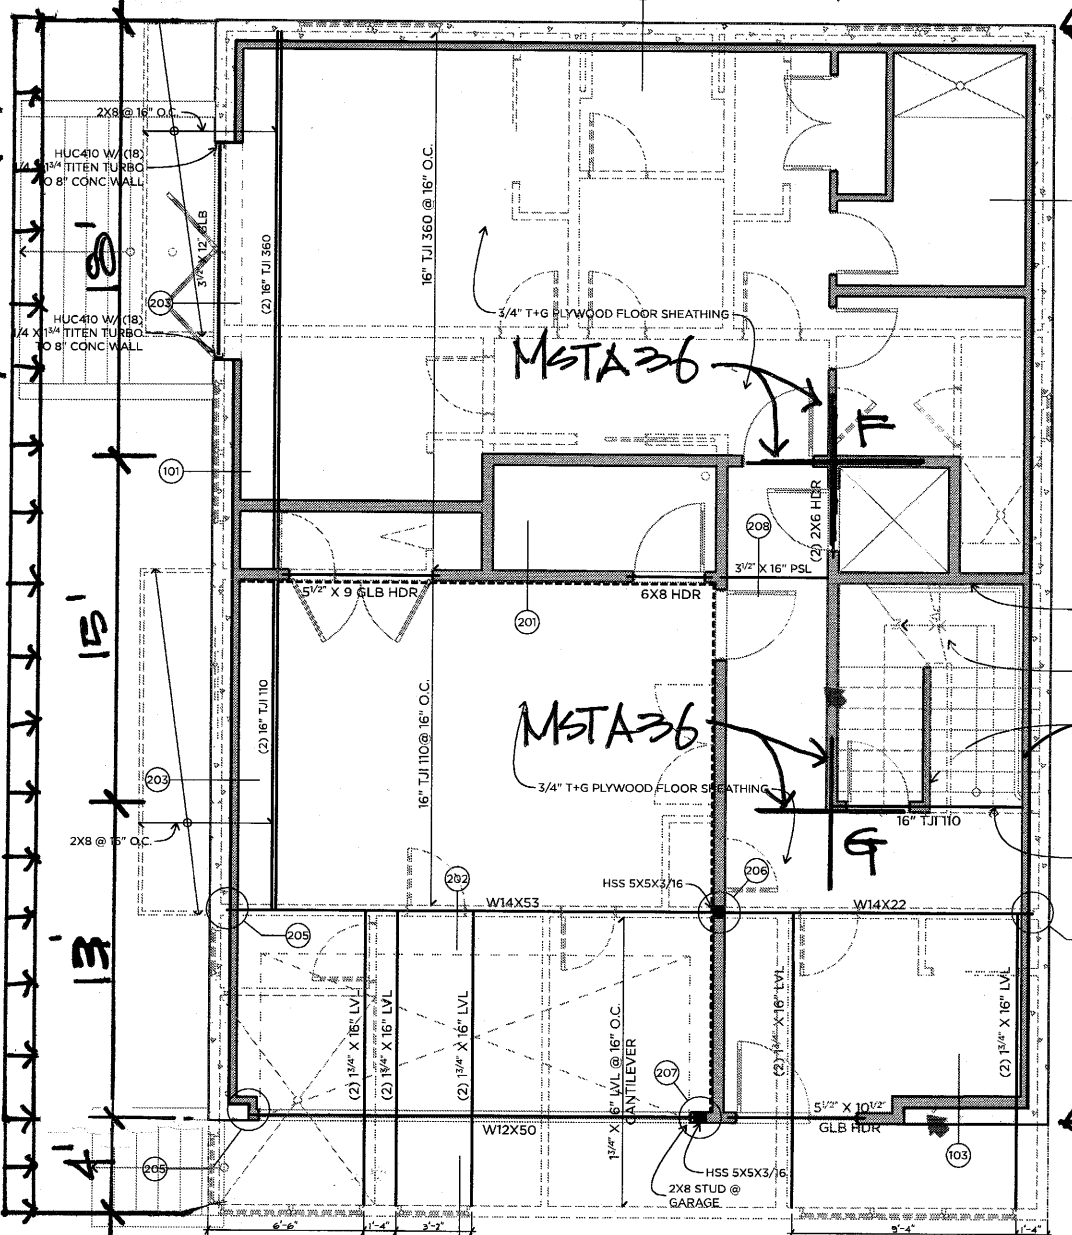 2X8 @ 16" O.C.
HUC410 W/ (18)
1/4 X 1 3/4 TITEN TURBO
TO 8" CONC WALL
18'
3 1/2" X 12" GLB
(2) 16" TJI 360
16" TJI 360 @ 16" O.C.
203
HUC410 W/ (18)
1/4 X 1 3/4 TITEN TURBO
TO 8" CONC WALL
3/4" T+G PLYWOOD FLOOR SHEATHING
MSTA36
F
101
208
(2) 2X6 HDR
3 1/2" X 16" PSL
5 1/2" X 9 GLB HDR
6X8 HDR
201
15'
(2) 16" TJI 110
16" TJI 110 @ 16" O.C.
MSTA36
203
3/4" T+G PLYWOOD FLOOR SHEATHING
2X8 @ 16" O.C.
16" TJI 110
G
202
HSS 5X5X3/16
206
W14X53
W14X22
205
13'
(2) 1 3/4" X 16" LVL
(2) 1 3/4" X 16" LVL
(2) 1 3/4" X 16" LVL
1 3/4" X 16" LVL @ 16" O.C.
CANTILEVER
(2) 1 3/4" X 16" LVL
(2) 1 3/4" X 16" LVL
207
5 1/2" X 10 1/2"
GLB HDR
W12X50
4'
205
HSS 5X5X3/16
2X8 STUD @
GARAGE
103
6'-6"
1'-4"
3'-2"
9'-4"
1'-4"